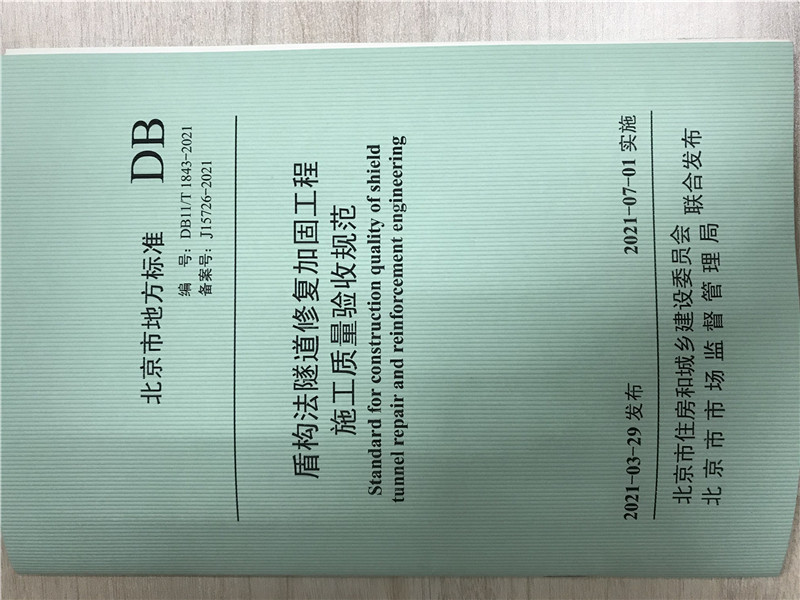 北京市地方标准 DB
编 号：DB11/T 1843-2021
备案号：J15726-2021
盾构法隧道修复加固工程
施工质量验收规范
Standard for construction quality of shield
tunnel repair and reinforcement engineering
2021-03-29 发布 2021-07-01 实施
北京市住房和城乡建设委员会
北京市市场监督管理局
联合发布